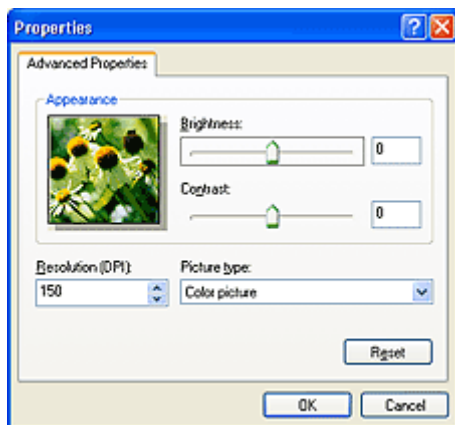 Properties
Advanced Properties
Appearance
Brightness:
0
Contrast:
0
Resolution (DPI):
150
Picture type:
Color picture
Reset
OK
Cancel